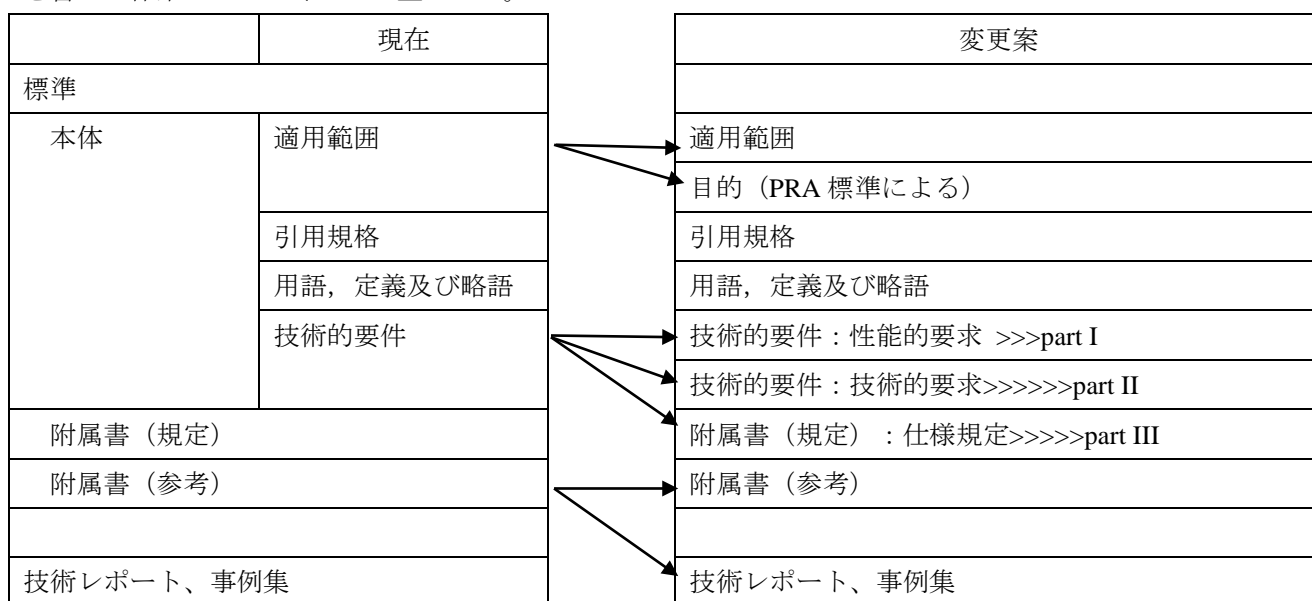 現在 変更案
標準
本体 適用範囲 適用範囲
目的（PRA 標準による）
引用規格 引用規格
用語，定義及び略語 用語，定義及び略語
技術的要件 技術的要件：性能的要求 >>>part I
技術的要件：技術的要求>>>>>>part II
附属書（規定） 附属書（規定）：仕様規定>>>>>part III
附属書（参考） 附属書（参考）
技術レポート、事例集 技術レポート、事例集